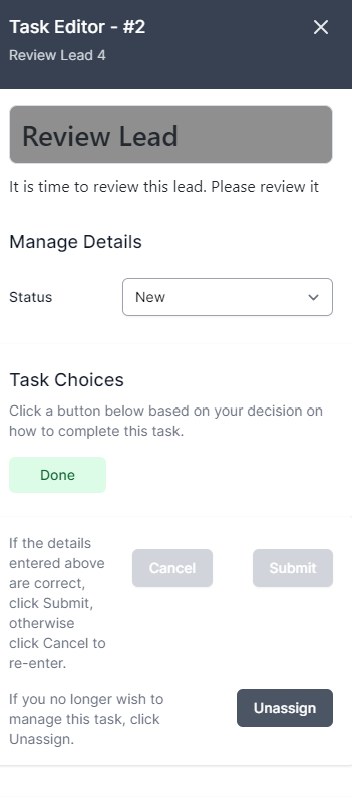 Task Editor - #2
Review Lead 4
Review Lead
It is time to review this lead. Please review it
Manage Details
Status
New
Task Choices
Click a button below based on your decision on
how to complete this task.
Done
If the details
entered above
are correct,
click Submit,
otherwise
click Cancel to
re-enter.
Cancel
Submit
If you no longer wish to
manage this task, click
Unassign.
Unassign